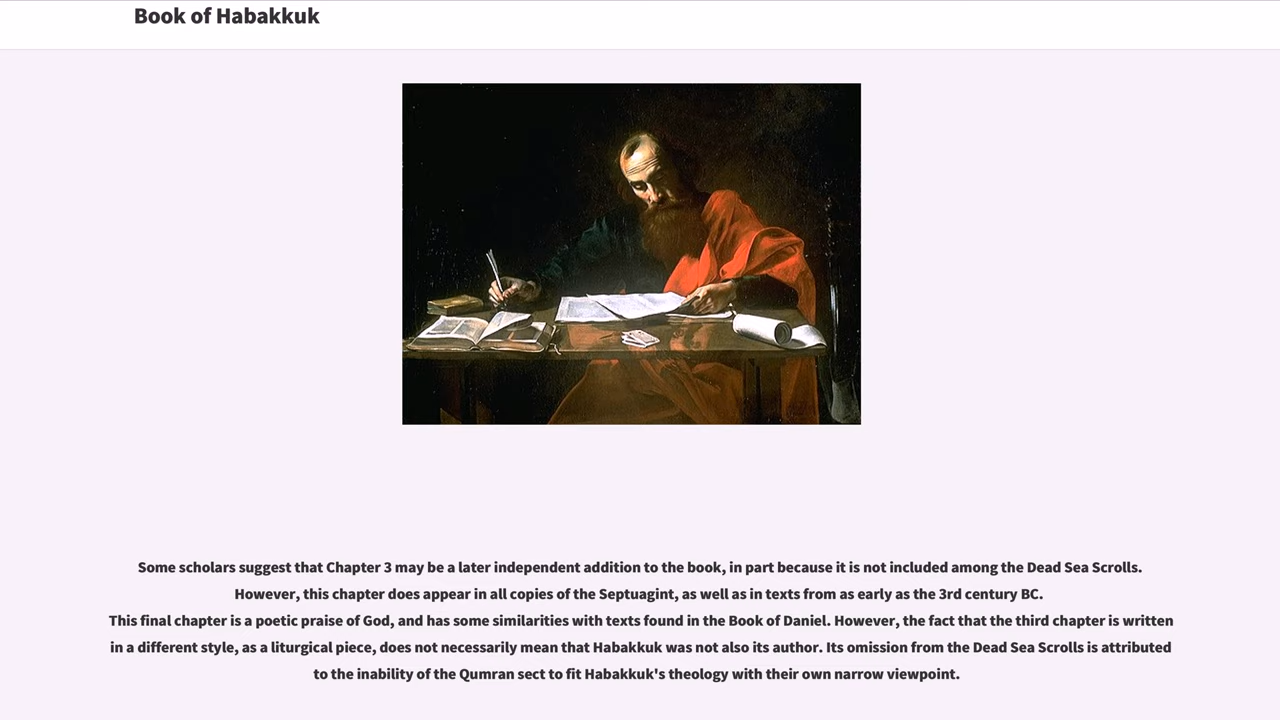 Book of Habakkuk
Some scholars suggest that Chapter 3 may be a later independent addition to the book, in part because it is not included among the Dead Sea Scrolls.
However, this chapter does appear in all copies of the Septuagint, as well as in texts from as early as the 3rd century BC.
This final chapter is a poetic praise of God, and has some similarities with texts found in the Book of Daniel. However, the fact that the third chapter is written
in a different style, as a liturgical piece, does not necessarily mean that Habakkuk was not also its author. Its omission from the Dead Sea Scrolls is attributed
to the inability of the Qumran sect to fit Habakkuk's theology with their own narrow viewpoint.